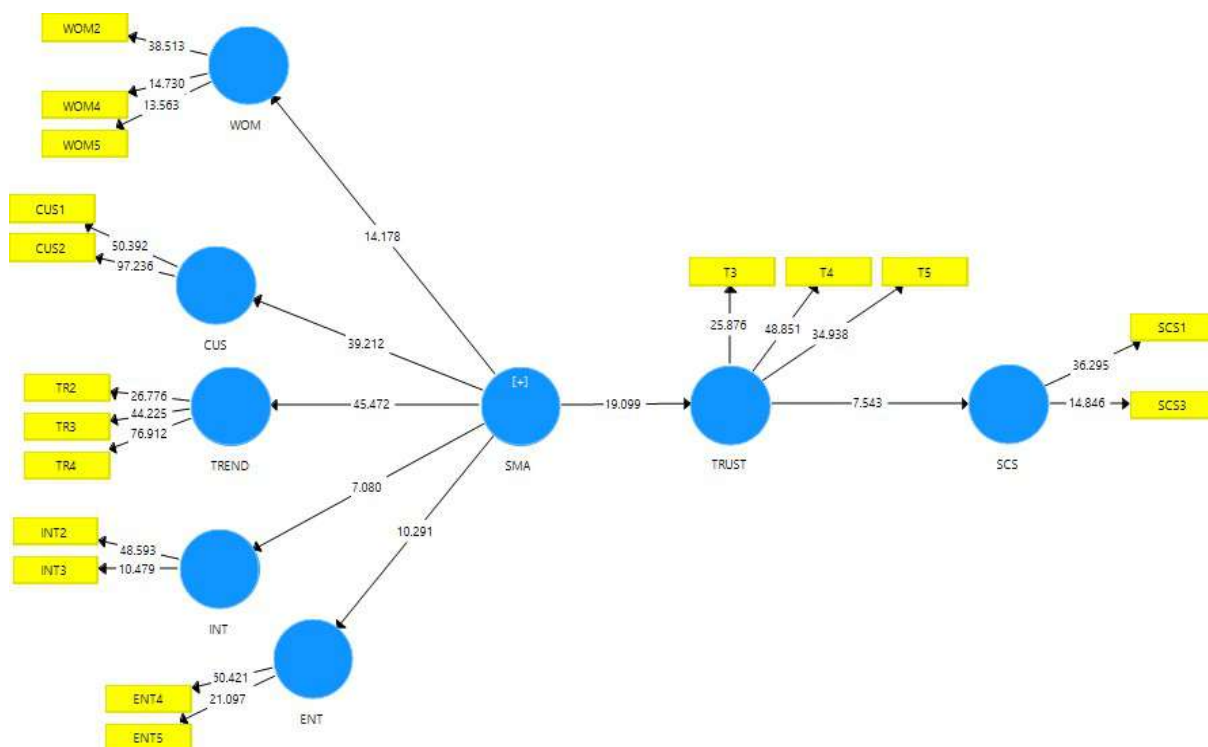 WOM2
38.513
14.730
WOM4
13.563
WOM5
WOM
CUS1
50.392
CUS2
97.236
14.178
CUS
39.212
TR2
26.776
TR3
44.225
76.912
TR4
TREND
45.472
[+]
SMA
19.099
T3
T4
T5
25.876
48.851
34.938
TRUST
7.543
SCS1
36.295
14.846
SCS3
SCS
7.080
INT2
48.593
INT3
10.479
INT
10.291
ENT4
21.097
ENT5
ENT